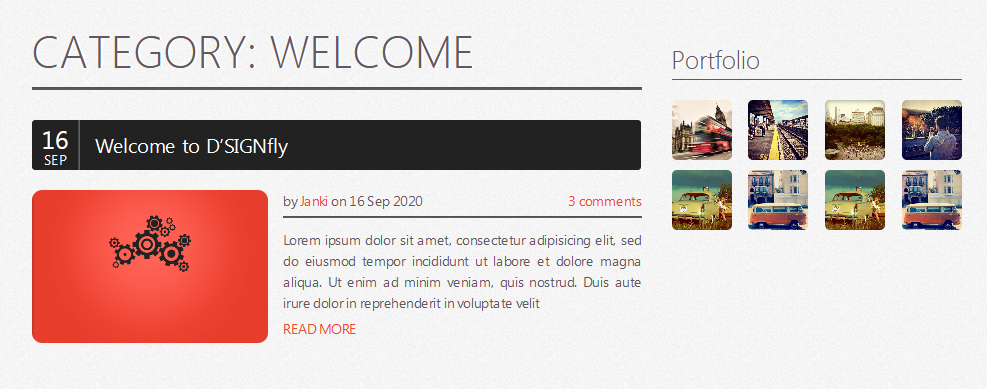 CATEGORY: WELCOME
16
SEP
Welcome to D'SIGNfly
by Janki on 16 Sep 2020
3 comments
Lorem ipsum dolor sit amet, consectetur adipisicing elit, sed
do eiusmod tempor incididunt ut labore et dolore magna
aliqua. Ut enim ad minim veniam, quis nostrud. Duis aute
irure dolor in reprehenderit in voluptate velit
READ MORE
Portfolio